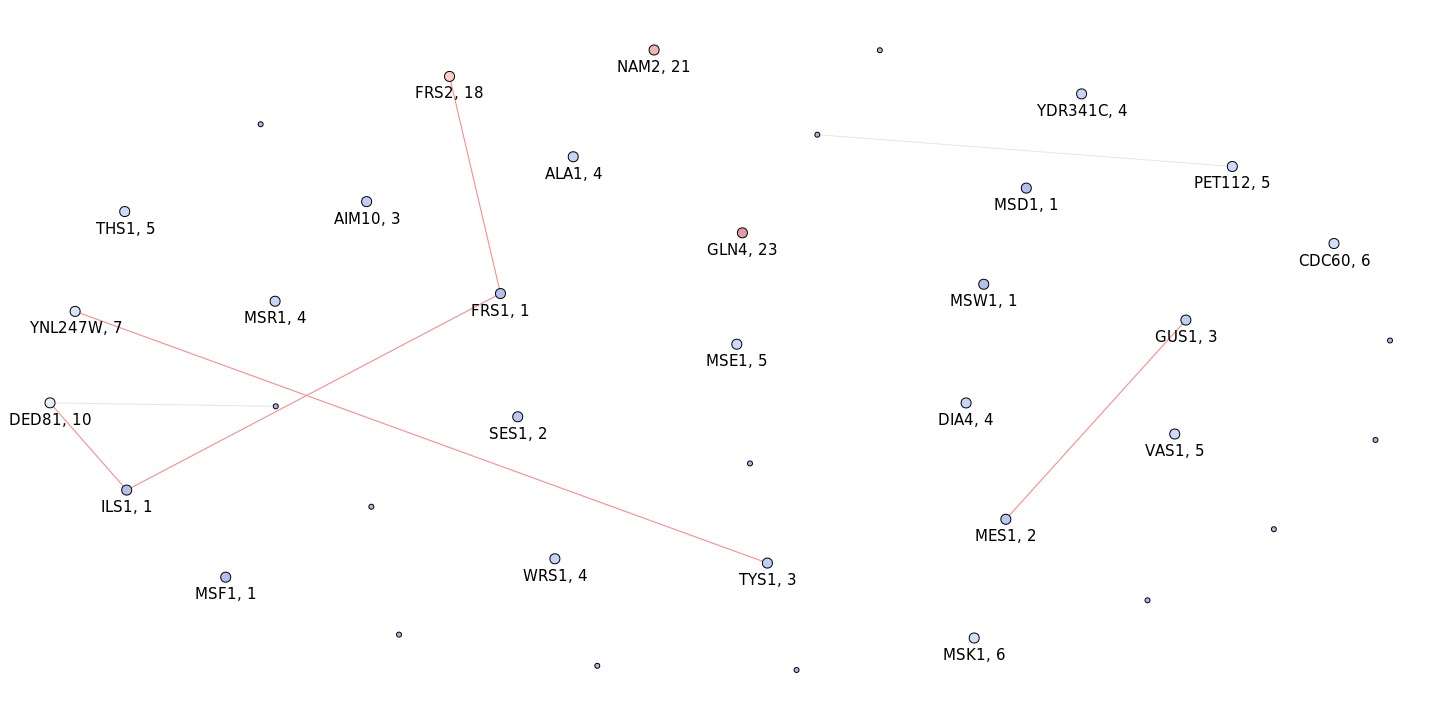 NAM2, 21
FRS2, 18
YDR341C, 4
ALA1, 4
PET112, 5
MSD1, 1
AIM10, 3
THS1, 5
GLN4, 23
CDC60, 6
MSW1, 1
FRS1, 1
MSR1, 4
YNL247W, 7
GUS1, 3
MSE1, 5
DED81, 10
DIA4, 4
SES1, 2
VAS1, 5
ILS1, 1
MES1, 2
WRS1, 4
TYS1, 3
MSF1, 1
MSK1, 6